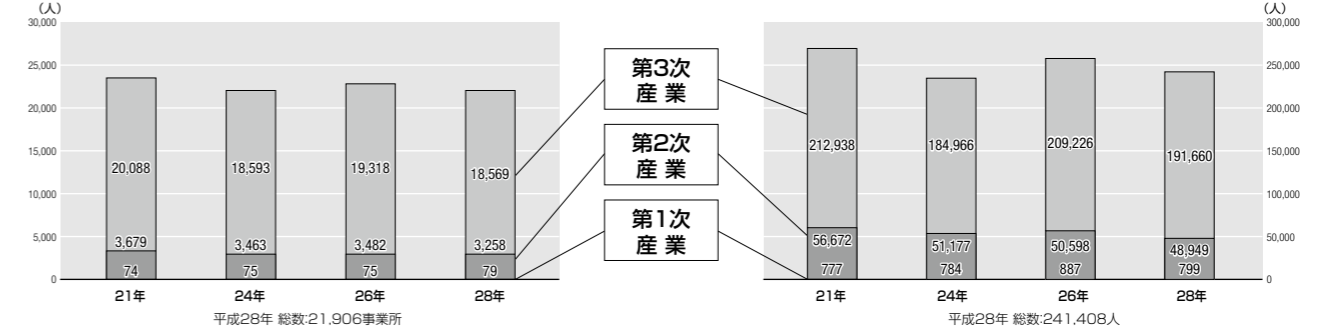 (人)
30,000
25,000
20,000
15,000
10,000
5,000
0
20,088
18,593
19,318
18,569
3,679
3,463
3,482
3,258
74
75
75
79
21年
24年
26年
28年
平成28年 総数:21,906事業所
第3次
産業
第2次
産業
第1次
産業
(人)
300,000
250,000
200,000
150,000
100,000
50,000
0
212,938
184,966
209,226
191,660
56,672
51,177
50,598
48,949
777
784
887
799
21年
24年
26年
28年
平成28年 総数:241,408人